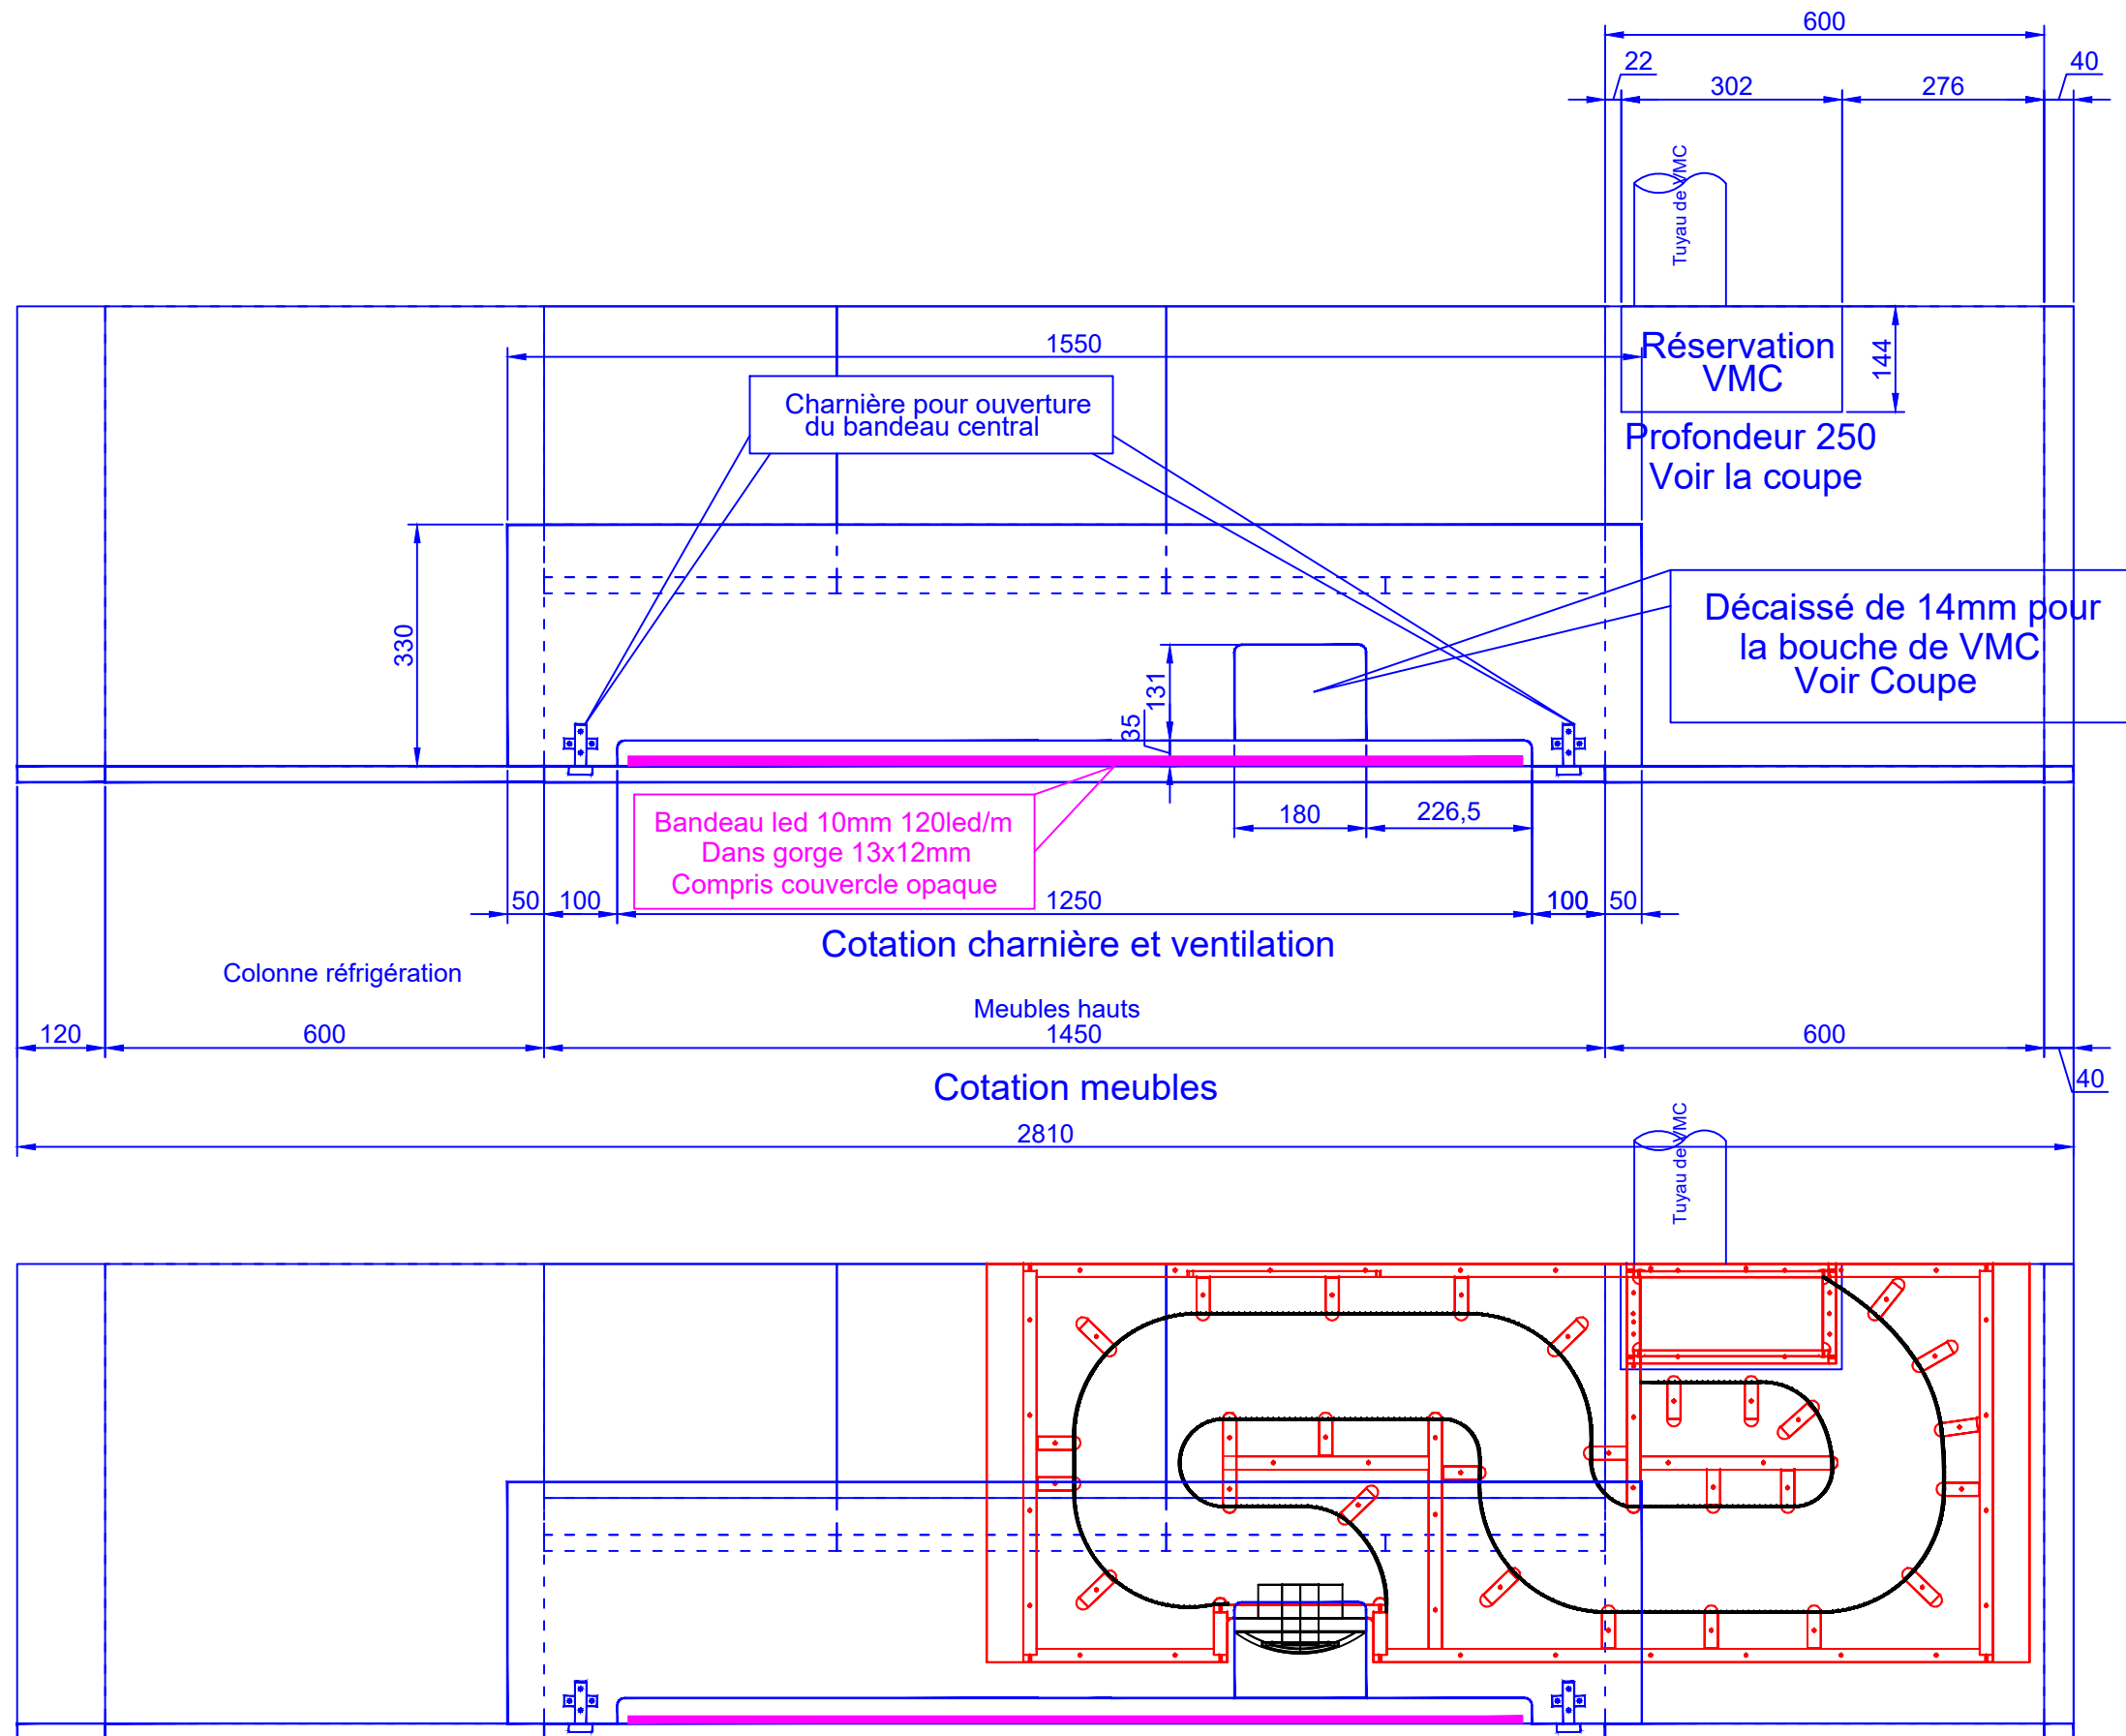 600
22
40
302
276
Tuyau de VMC
Réservation
VMC
144
1550
Charnière pour ouverture
du bandeau central
Profondeur 250
Voir la coupe
330
Décaissé de 14mm pour
la bouche de VMC
Voir Coupe
131
35
180
226,5
Bandeau led 10mm 120led/m
Dans gorge 13x12mm
Compris couvercle opaque
50
100
1250
100
50
Cotation charnière et ventilation
Colonne réfrigération
Meubles hauts
120
600
1450
600
40
Cotation meubles
2810
Tuyau de VMC